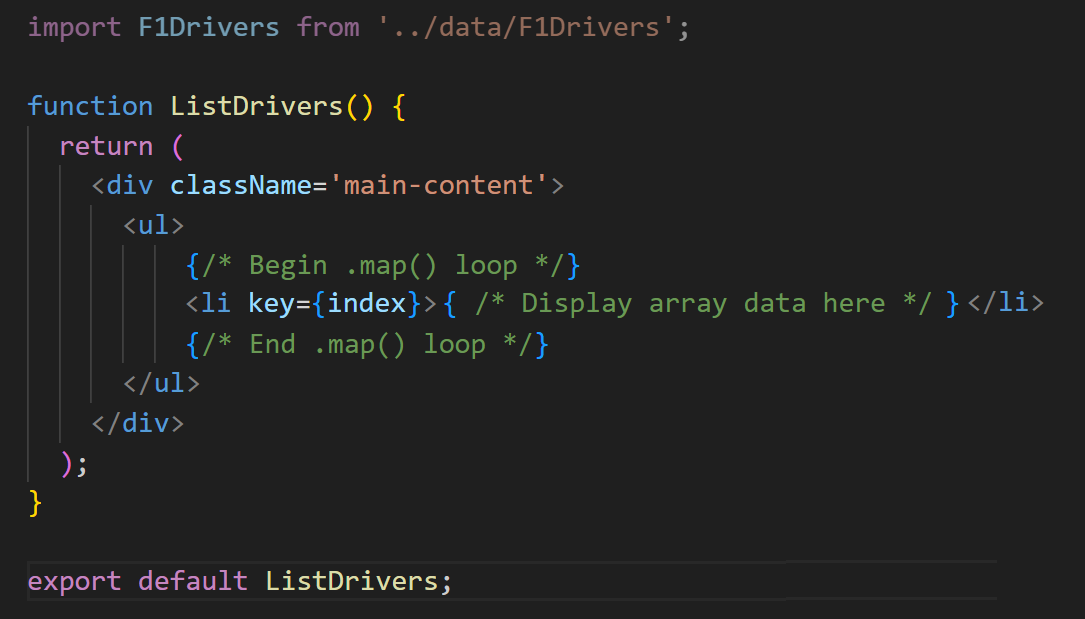 import F1Drivers from '../data/F1Drivers';
function ListDrivers() {
return (
<div className='main-content'>
<ul>
{/* Begin .map() loop */}
<li key={index}>{ /* Display array data here */ }</li>
{/* End .map() loop */}
</ul>
</div>
);
}
export default ListDrivers;